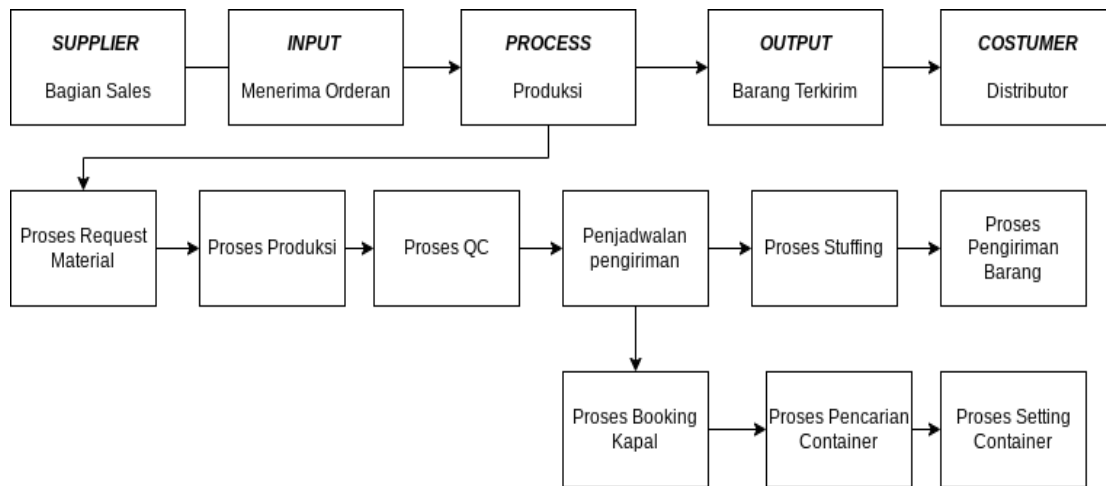 SUPPLIER
Bagian Sales
INPUT
Menerima Orderan
PROCESS
Produksi
OUTPUT
Barang Terkirim
COSTUMER
Distributor
Proses Request
Material
Proses Produksi
Proses QC
Penjadwalan
pengiriman
Proses Stuffing
Proses
Pengiriman
Barang
Proses Booking
Kapal
Proses Pencarian
Container
Proses Setting
Container